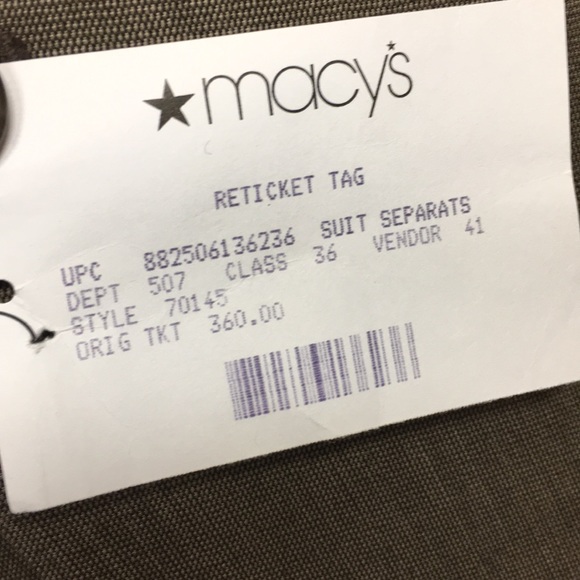 macy's
RETICKET TAG
UPC 882506136236 SUIT SEPARATS
DEPT 507 CLASS 36 VENDOR 41
STYLE 70145
ORIG TKT 360.00